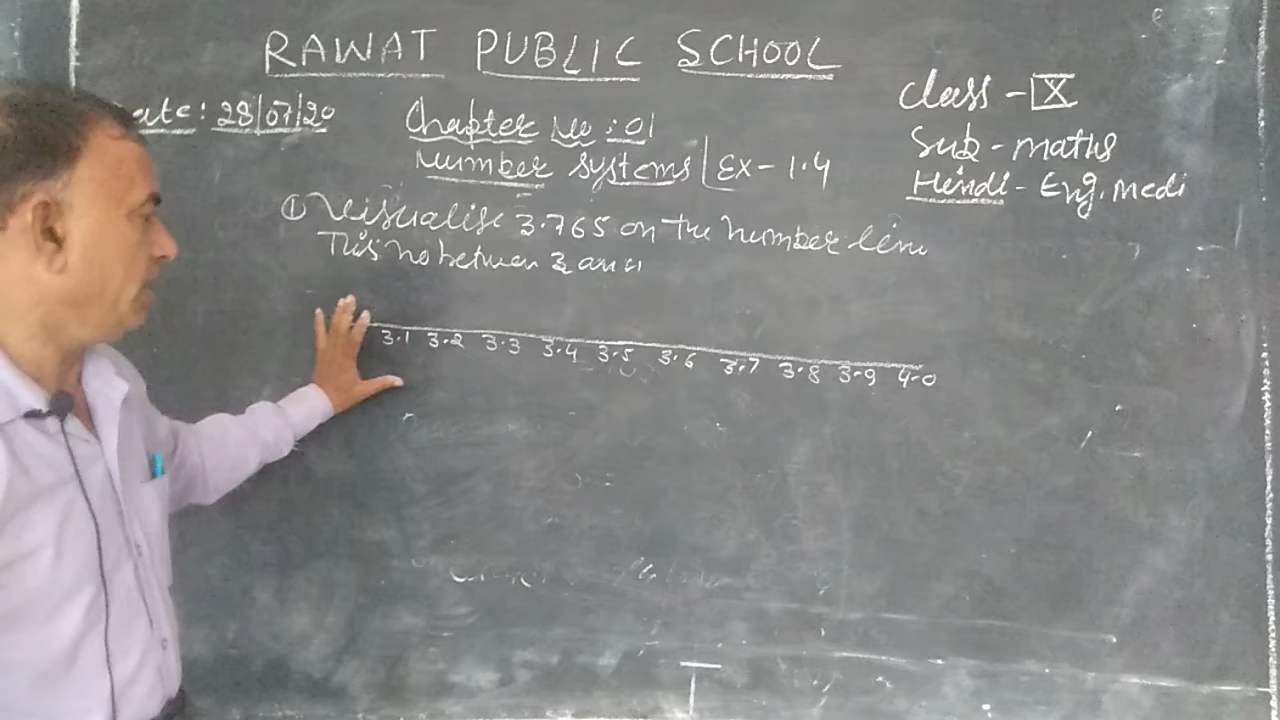 RAWAT PUBLIC SCHOOL
ate: 28/07/20
Class - IX
Chapter No : 01
Sub - maths
Number systems | Ex - 1.4
Hindi - Eng. Medi
① Visualise 3.765 on the number line
This no between 3 and
3.1 3.2 3.3 3.4 3.5 3.6 3.7 3.8 3.9 4.0